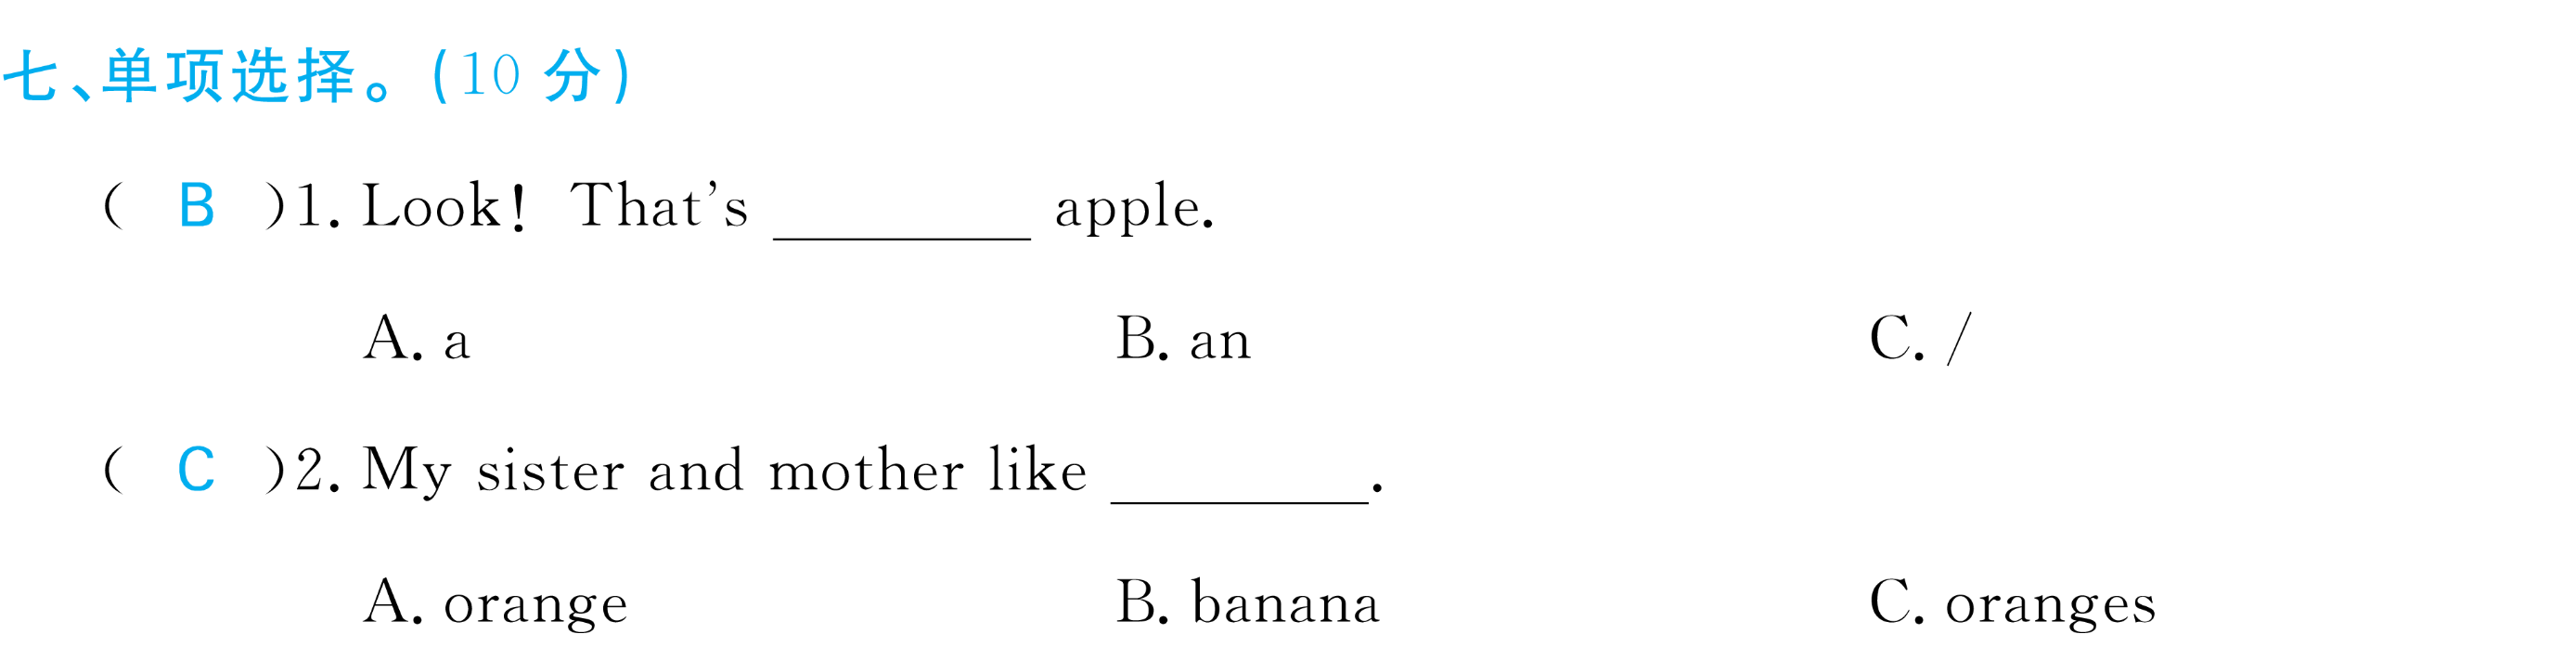 七、单项选择。(10 分)
( B )1. Look! That’s ________ apple.
A. a B. an C. /
( C )2. My sister and mother like ________.
A. orange B. banana C. oranges